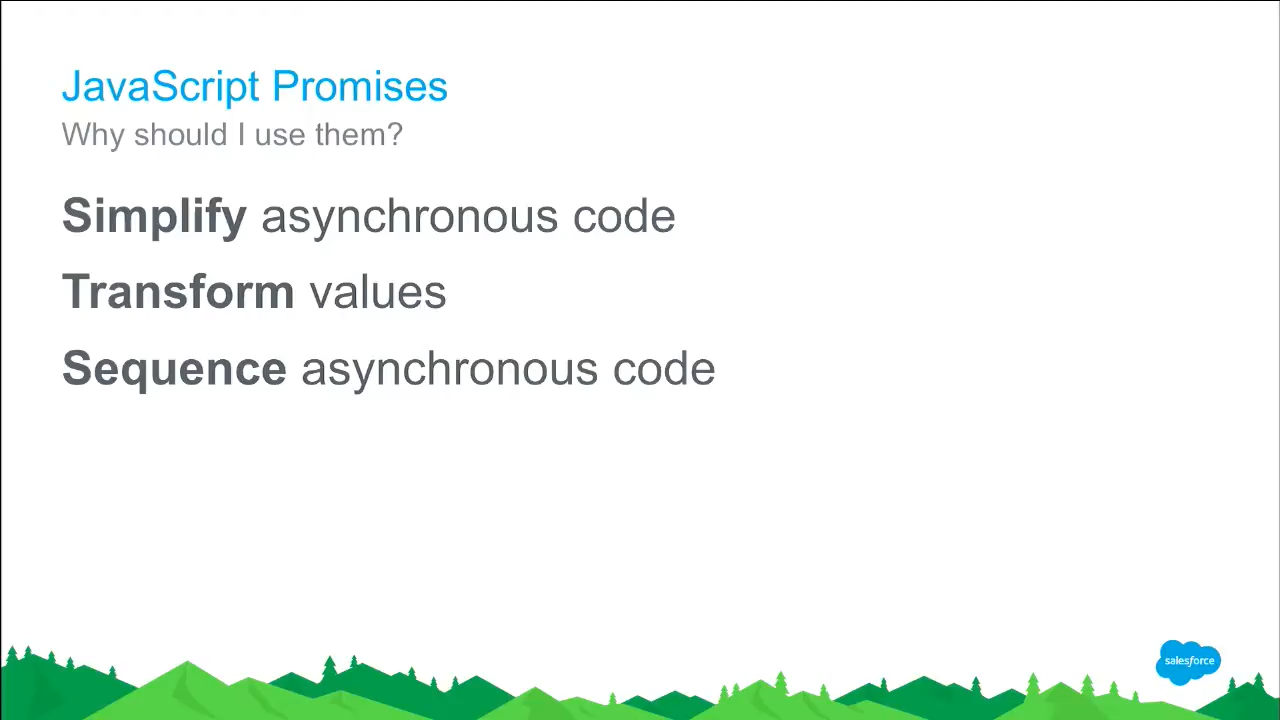 JavaScript Promises
Why should I use them?
Simplify asynchronous code
Transform values
Sequence asynchronous code
salesforce